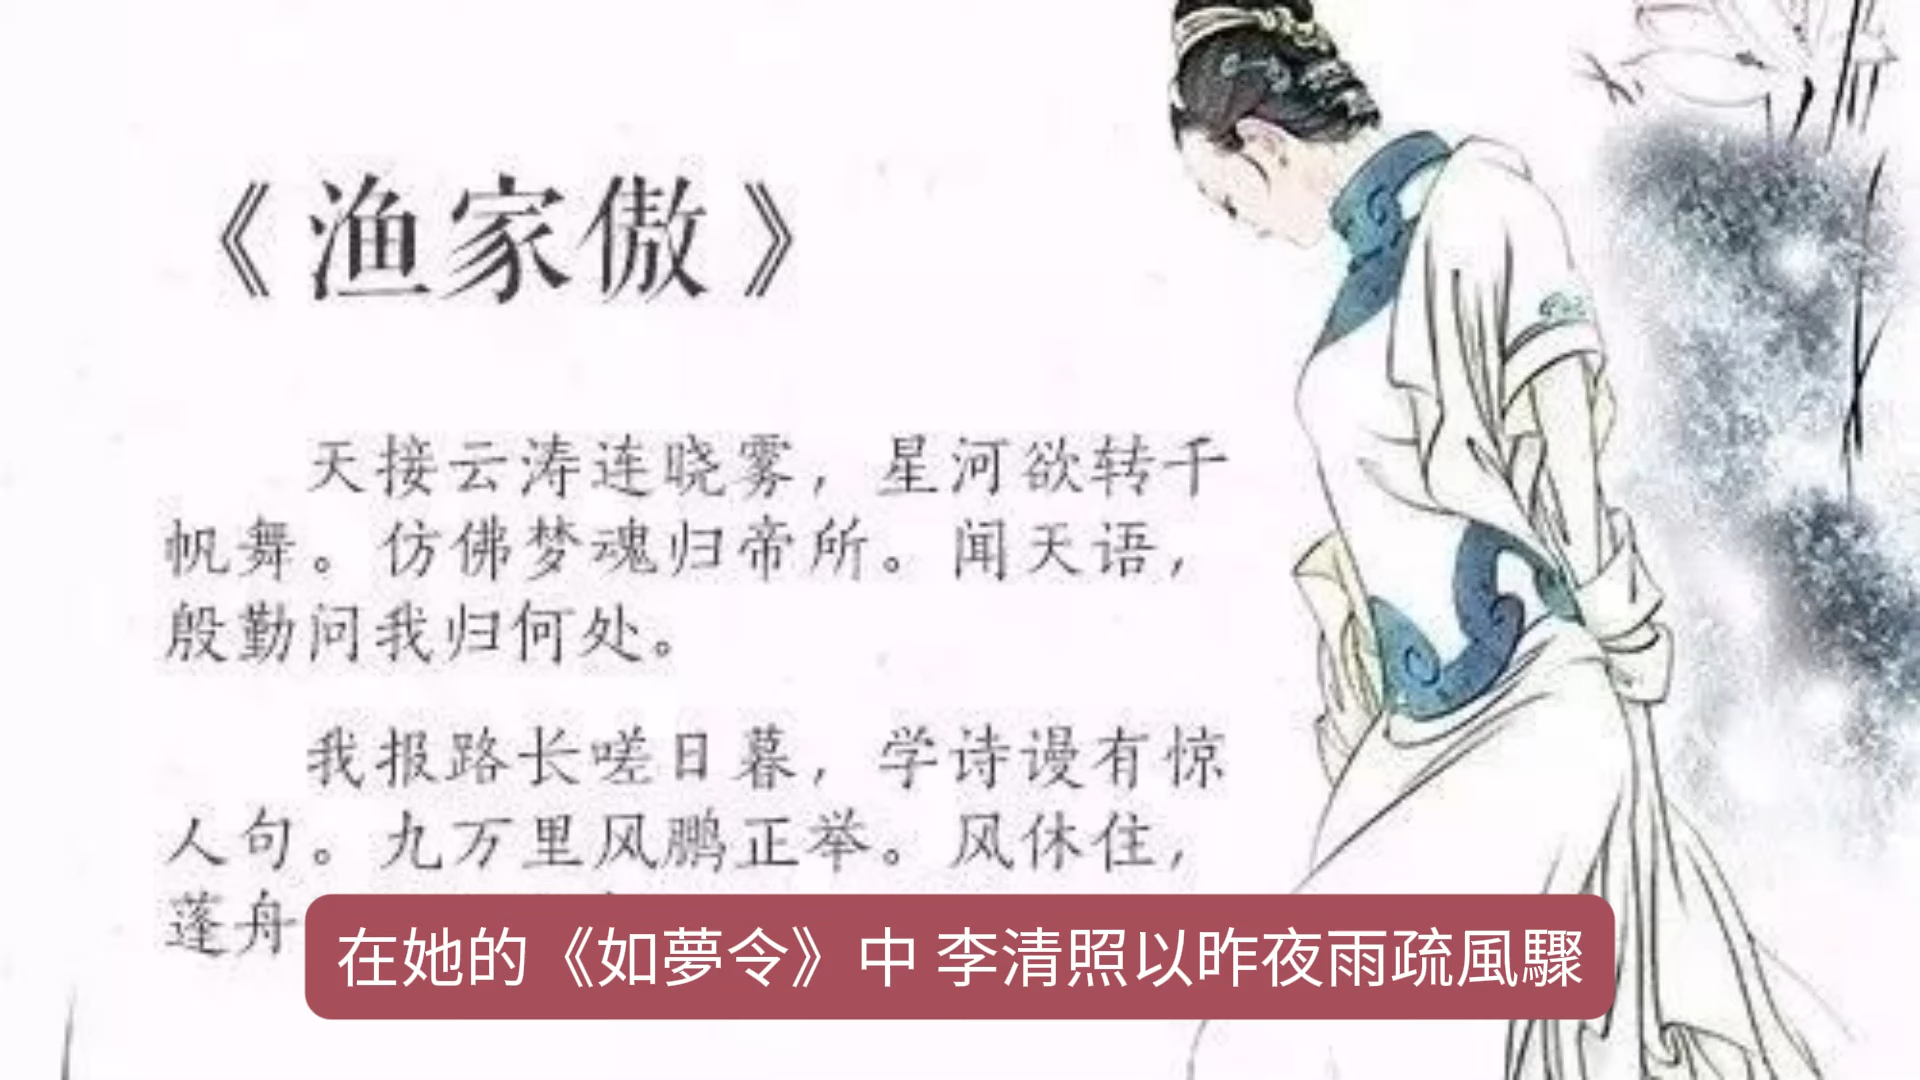 《渔家傲》
天接云涛连晓雾，星河欲转千
帆舞。仿佛梦魂归帝所。闻天语，
殷勤问我归何处。
我报路长嗟日暮，学诗谩有惊
人句。九万里风鹏正举。风休住，
蓬舟
在她的《如夢令》中 李清照以昨夜雨疏風驟